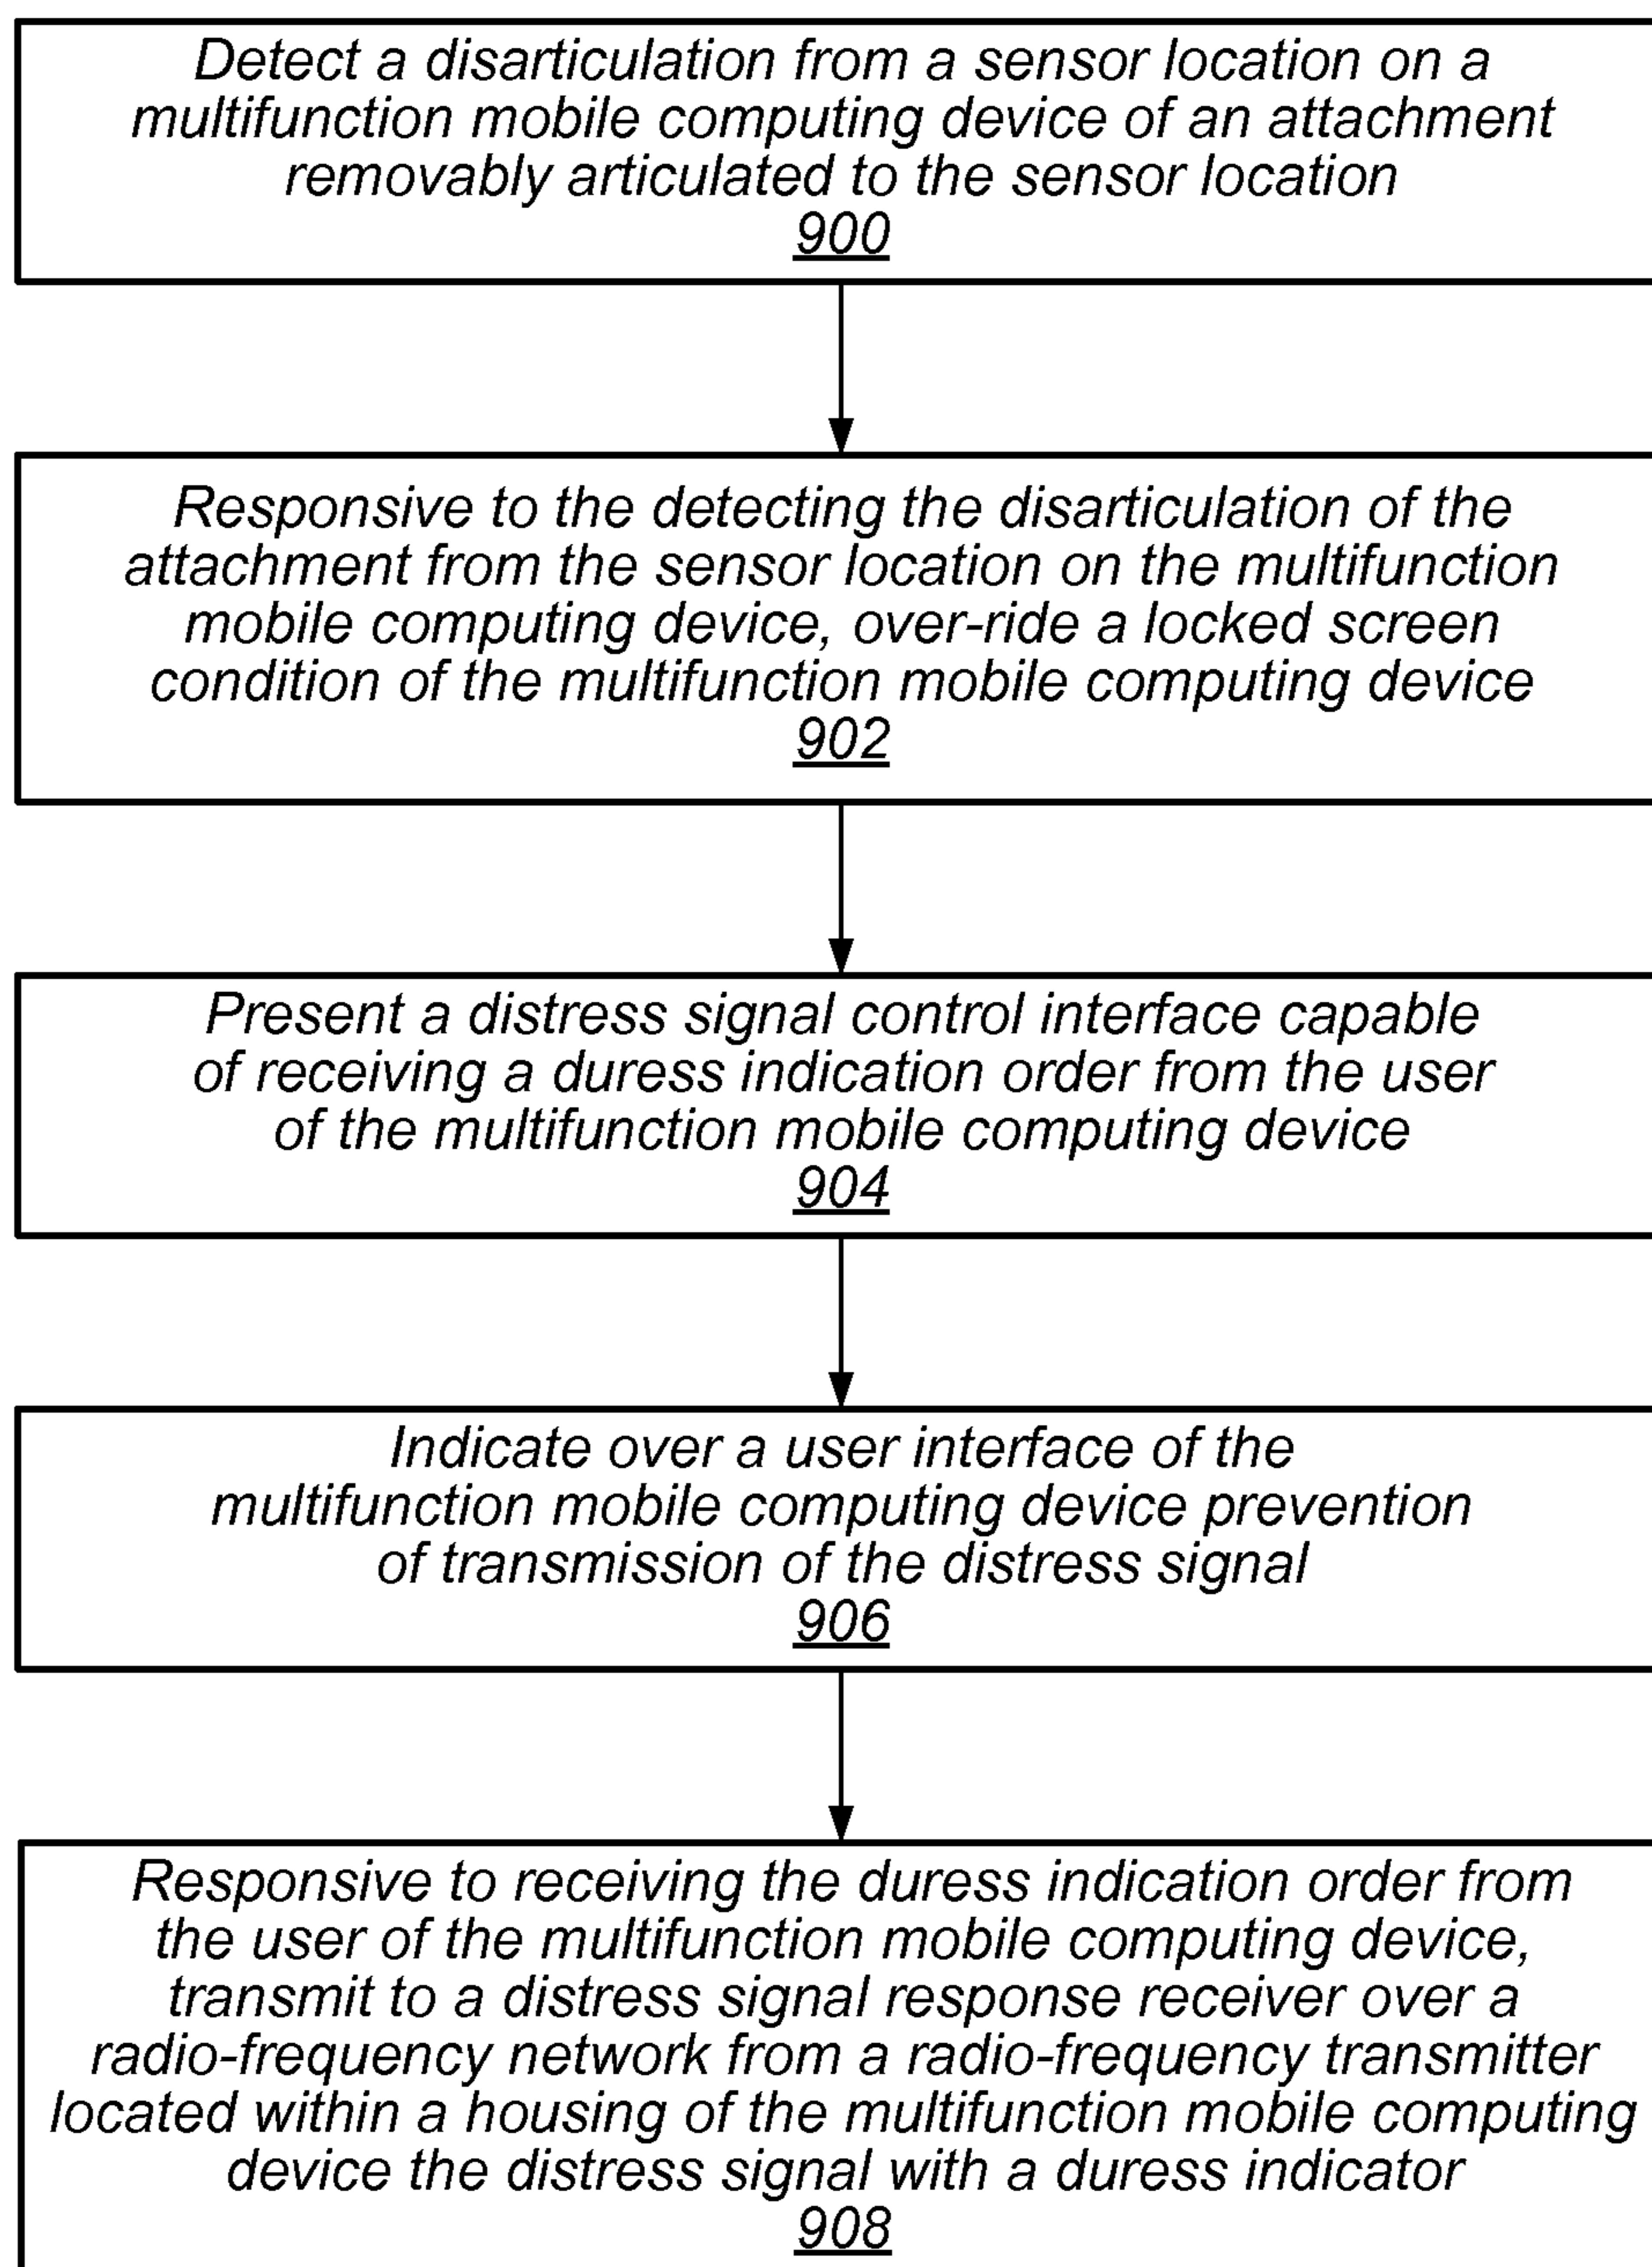 Detect a disarticulation from a sensor location on a
multifunction mobile computing device of an attachment
removably articulated to the sensor location
900
Responsive to the detecting the disarticulation of the
attachment from the sensor location on the multifunction
mobile computing device, over-ride a locked screen
condition of the multifunction mobile computing device
902
Present a distress signal control interface capable
of receiving a duress indication order from the user
of the multifunction mobile computing device
904
Indicate over a user interface of the
multifunction mobile computing device prevention
of transmission of the distress signal
906
Responsive to receiving the duress indication order from
the user of the multifunction mobile computing device,
transmit to a distress signal response receiver over a
radio-frequency network from a radio-frequency transmitter
located within a housing of the multifunction mobile computing
device the distress signal with a duress indicator
908